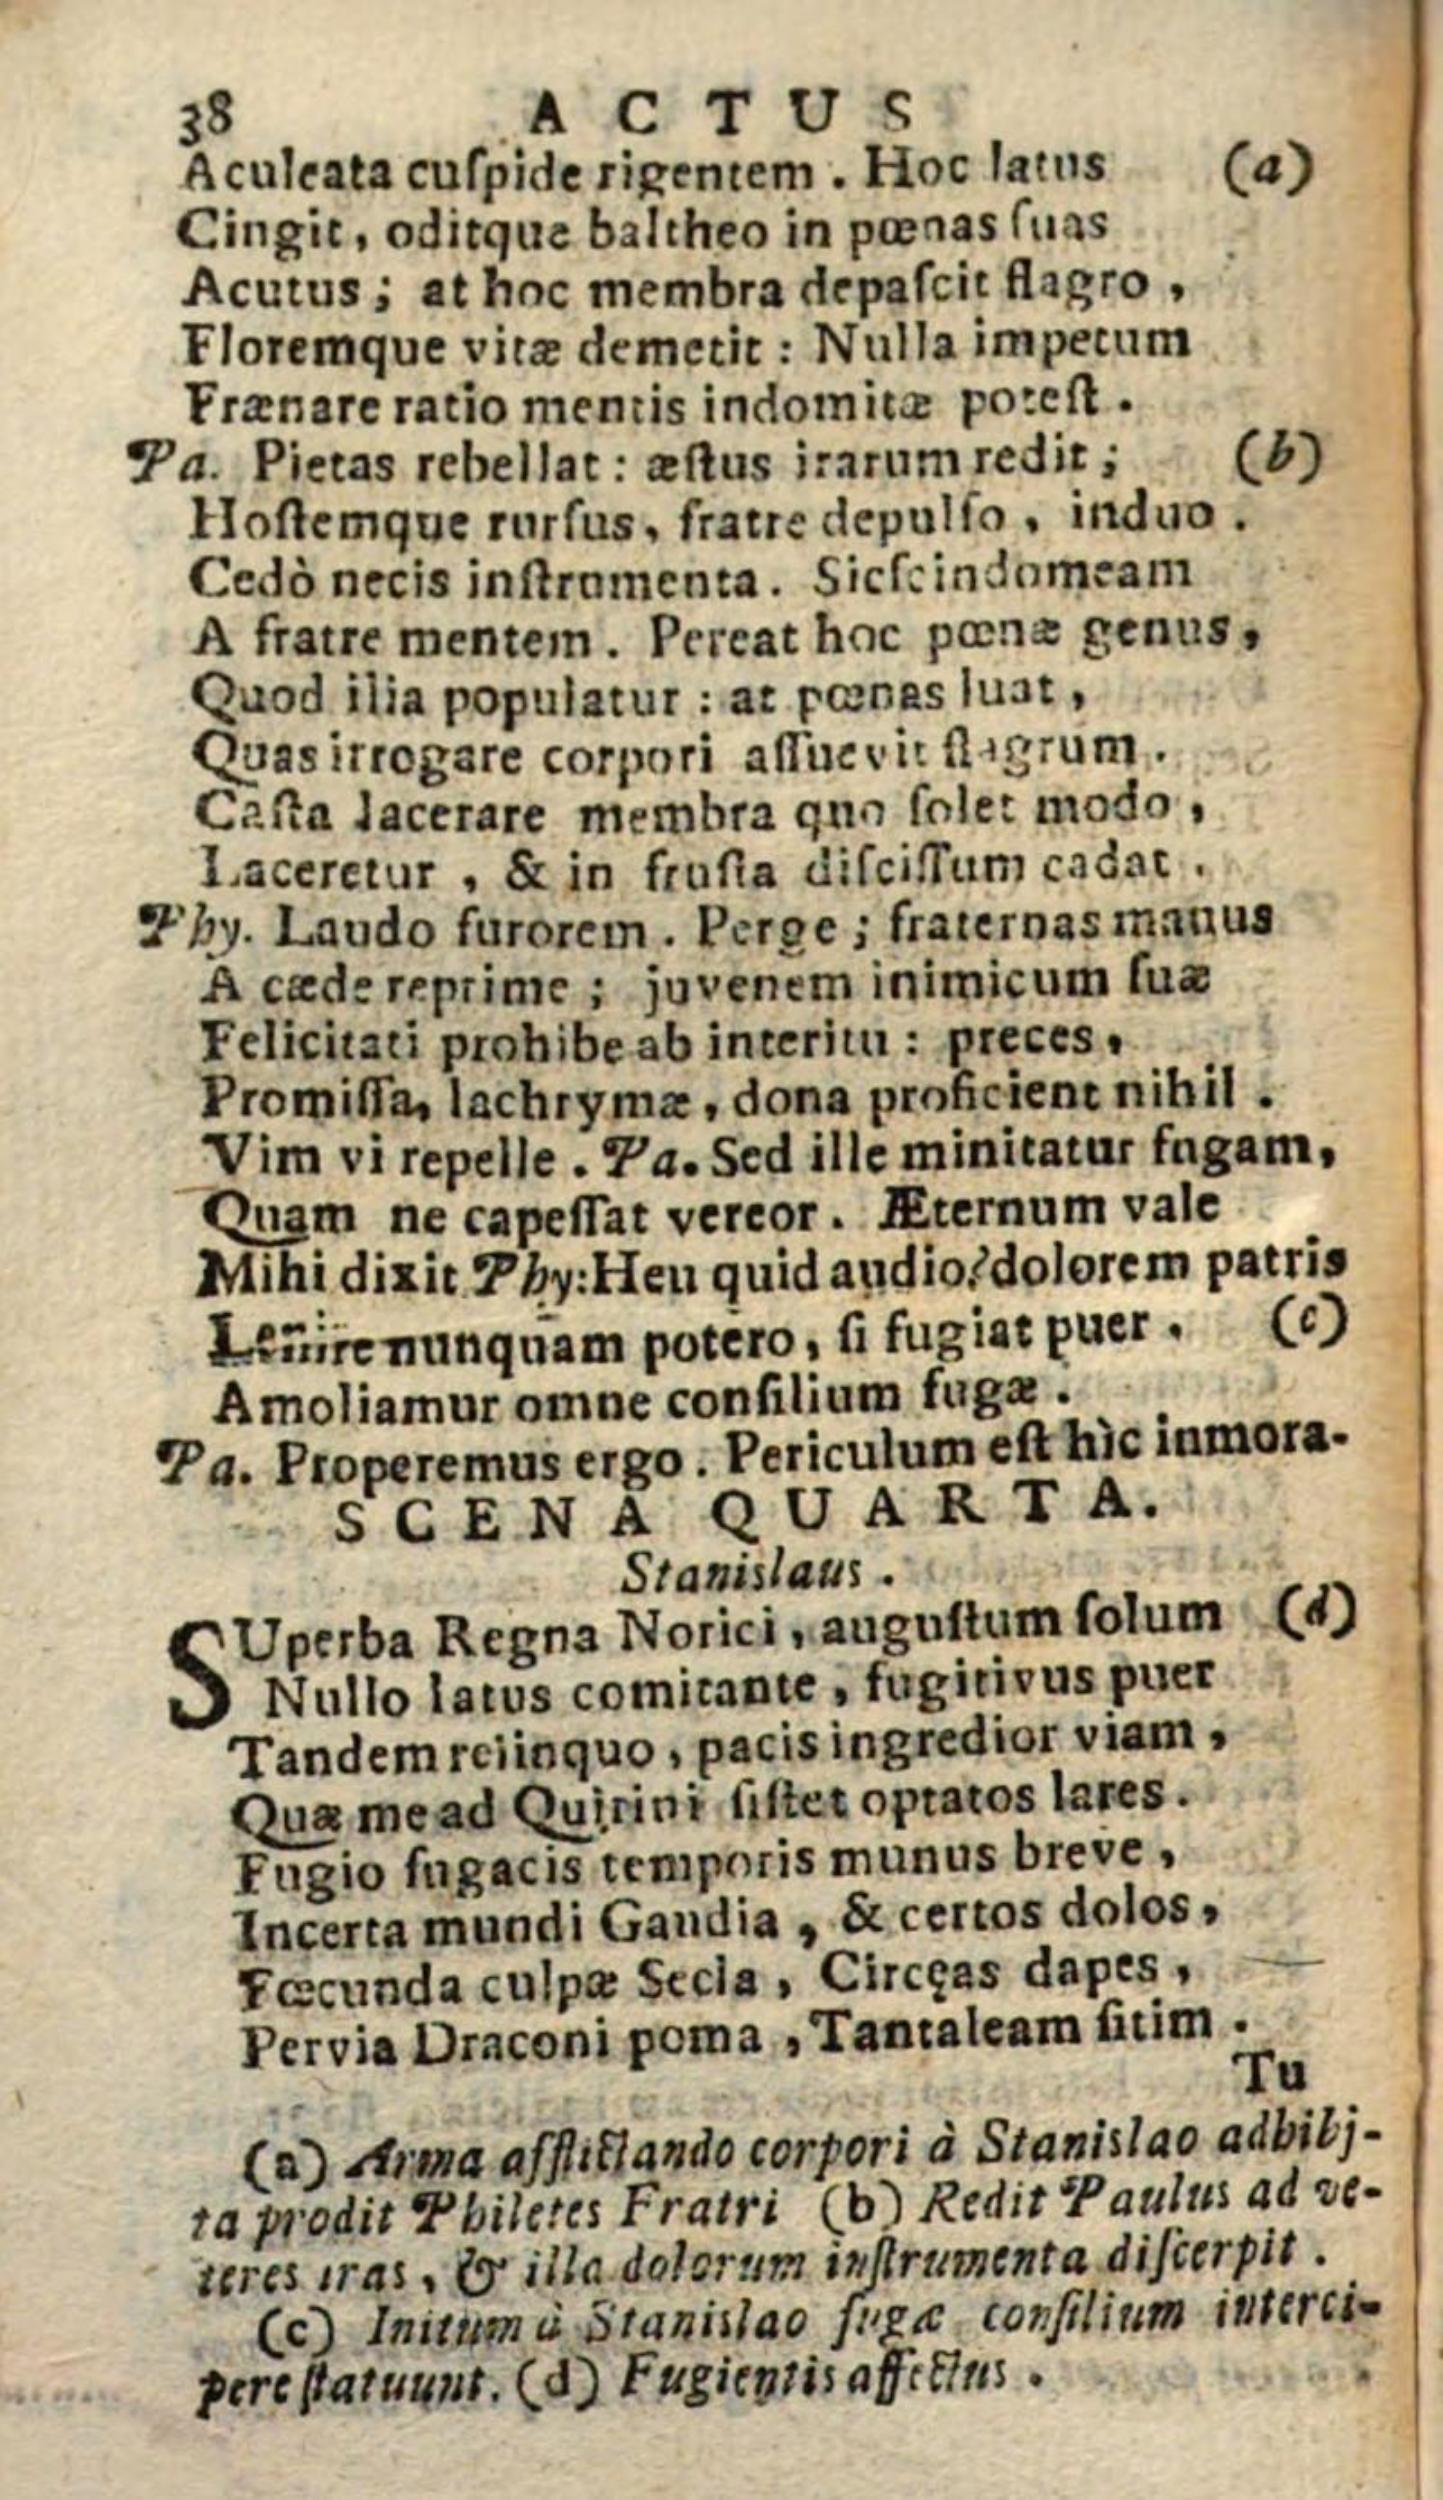 38 ACTUS
Aculeata cuſpide rigentem. Hoc latus (a)
Cingit, oditque baltheo in pœnas ſuas
Acutus; at hoc membra depaſcit flagro,
Floremque vitæ demetit: Nulla impetum
Frænare ratio mentis indomitæ poteſt.
Pa. Pietas rebellat: æſtus irarum redit; (b)
Hoſtemque rurſus, fratre depulſo, induo.
Cedò necis inſtrumenta. Sicſcindomeam
A fratre mentem. Pereat hoc pœnæ genus,
Quod ilia populatur: at pœnas luat,
Quas irrogare corpori aſſuevit flagrum.
Caſta lacerare membra quo ſolet modo,
Laceretur, & in fruſta diſciſſum cadat.
Phy. Laudo furorem. Perge; fraternas manus
A cæde reprime; juvenem inimicum ſuæ
Felicitati prohibe ab interitu: preces,
Promiſſa, lachrymæ, dona proficient nihil.
Vim vi repelle. Pa. Sed ille minitatur fugam,
Quam ne capeſſat vereor. Æternum vale
Mihi dixit Phy: Heu quid audio? dolorem patris
Lenire nunquam potero, ſi fugiat puer. (c)
Amoliamur omne conſilium fugæ.
Pa. Properemus ergo. Periculum eſt hìc inmora-
SCENA QUARTA.
Stanislaus.
SUperba Regna Norici, auguſtum ſolum (d)
Nullo latus comitante, fugitivus puer
Tandem relinquo, pacis ingredior viam,
Quæ me ad Quirini ſiſtet optatos lares.
Fugio fugacis temporis munus breve,
Incerta mundi Gaudia, & certos dolos,
Fœcunda culpæ Secla, Circęas dapes,
Pervia Draconi poma, Tantaleam ſitim.
Tu
(a) Arma afflictando corpori à Stanislao adhibi-
ta prodit Philetes Fratri (b) Redit Paulus ad ve-
teres iras, & illa dolorum inſtrumenta diſcerpit.
(c) Initum à Stanislao fugæ conſilium interci-
pere ſtatuunt. (d) Fugientis affectus.